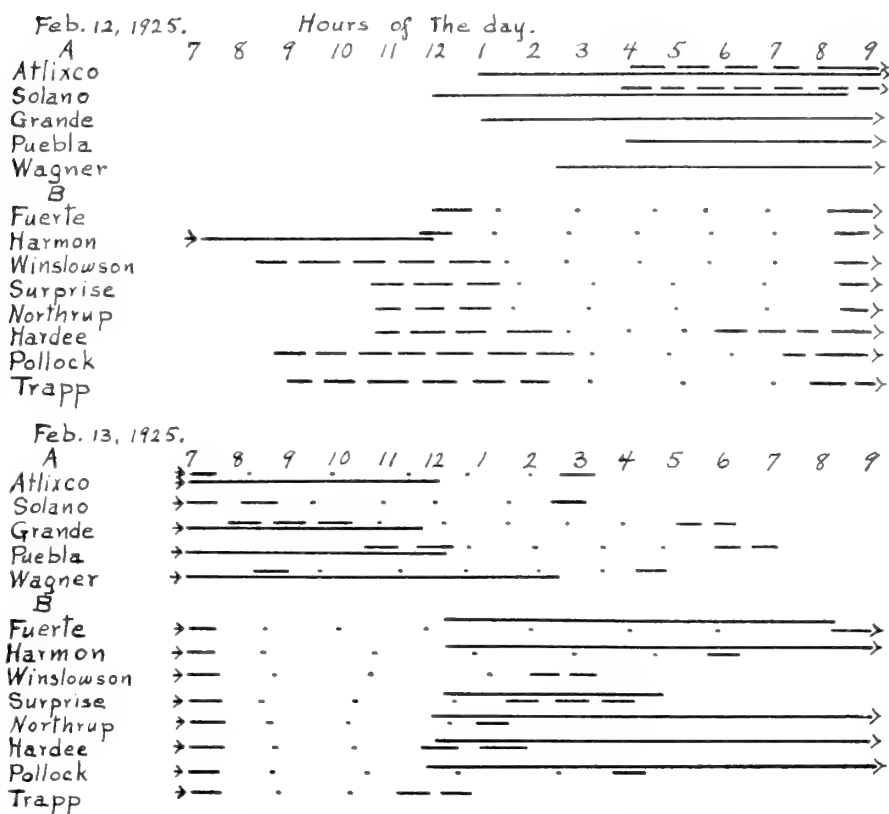 Feb. 12, 1925. Hours of The day.
A 7 8 9 10 11 12 1 2 3 4 5 6 7 8 9
Atlixco
Solano
Grande
Puebla
Wagner
B
Fuerte
Harmon
Winslowson
Surprise
Northrup
Hardee
Pollock
Trapp
Feb. 13, 1925.
A 7 8 9 10 11 12 1 2 3 4 5 6 7 8 9
Atlixco
Solano
Grande
Puebla
Wagner
B
Fuerte
Harmon
Winslowson
Surprise
Northrup
Hardee
Pollock
Trapp